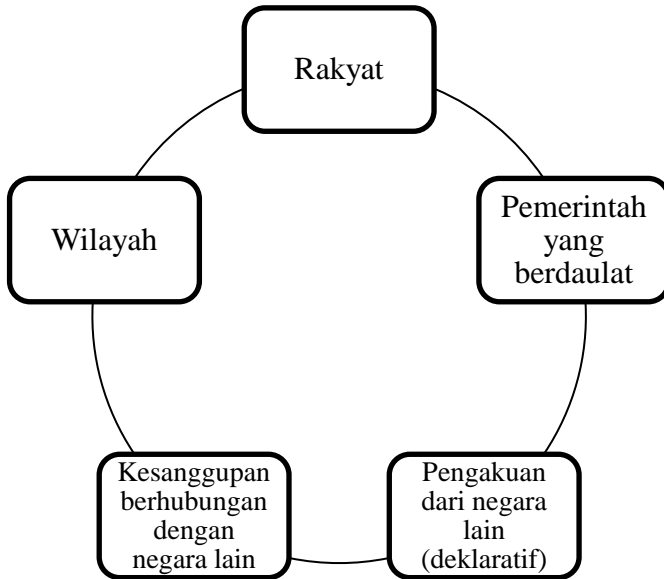 Rakyat
Pemerintah
yang
berdaulat
Pengakuan
dari negara
lain
(deklaratif)
Kesanggupan
berhubungan
dengan
negara lain
Wilayah